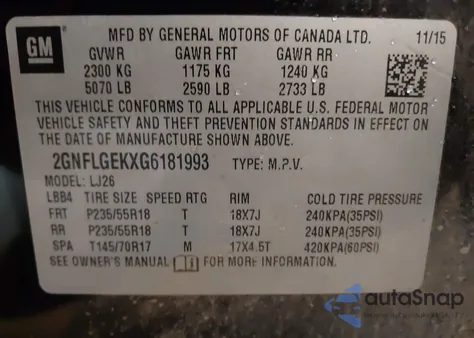 GM
MFD BY GENERAL MOTORS OF CANADA LTD. 11/15
GVWR GAWR FRT GAWR RR
2300 KG 1175 KG 1240 KG
5070 LB 2590 LB 2733 LB
THIS VEHICLE CONFORMS TO ALL APPLICABLE U.S. FEDERAL MOTOR
VEHICLE SAFETY AND THEFT PREVENTION STANDARDS IN EFFECT ON
THE DATE OF MANUFACTURE SHOWN ABOVE.
2GNFLGEKXG6181993 TYPE: M.P.V.
MODEL: LJ26
LBB4 TIRE SIZE SPEED RTG RIM COLD TIRE PRESSURE
FRT P235/55R18 T 18X7J 240KPA(35PSI)
RR P235/55R18 T 18X7J 240KPA(35PSI)
SPA T145/70R17 M 17X4.5T 420KPA(60PSI)
SEE OWNER'S MANUAL FOR MORE INFORMATION.
autoSnap